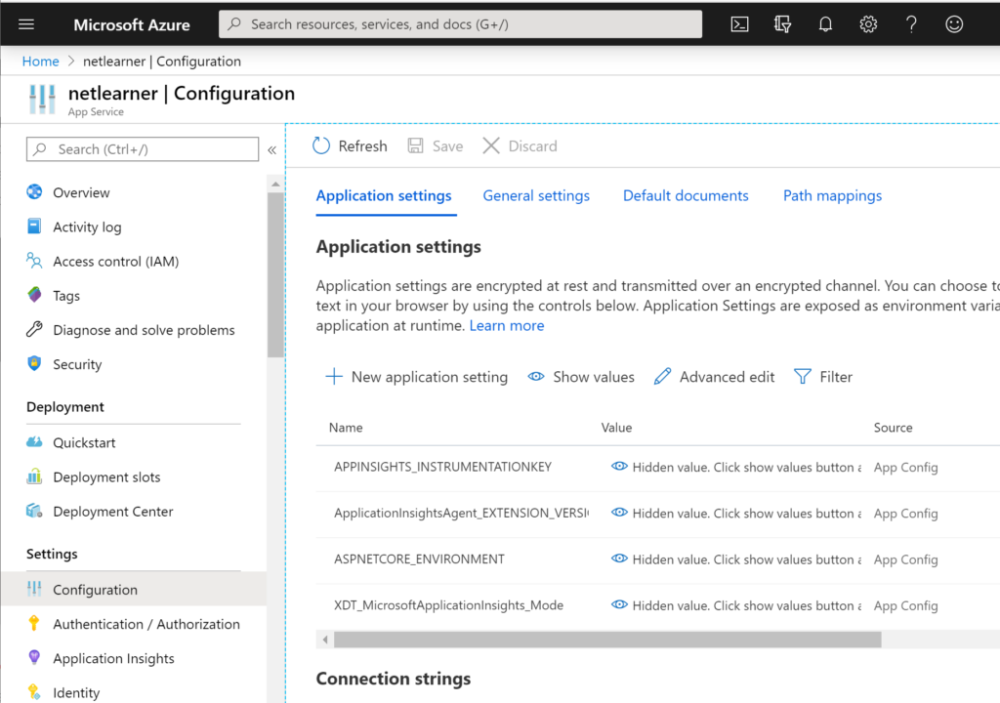 Microsoft Azure
Search resources, services, and docs (G+/)
Home > netlearner | Configuration
netlearner | Configuration
App Service
Search (Ctrl+/)
«
Overview
Activity log
Access control (IAM)
Tags
Diagnose and solve problems
Security
Deployment
Quickstart
Deployment slots
Deployment Center
Settings
Configuration
Authentication / Authorization
Application Insights
Identity
Refresh Save Discard
Application settings General settings Default documents Path mappings
Application settings
Application settings are encrypted at rest and transmitted over an encrypted channel. You can choose to
text in your browser by using the controls below. Application Settings are exposed as environment varia
application at runtime. Learn more
New application setting Show values Advanced edit Filter
Name Value Source
APPINSIGHTS_INSTRUMENTATIONKEY Hidden value. Click show values button a App Config
ApplicationInsightsAgent_EXTENSION_VERSI Hidden value. Click show values button a App Config
ASPNETCORE_ENVIRONMENT Hidden value. Click show values button a App Config
XDT_MicrosoftApplicationInsights_Mode Hidden value. Click show values button a App Config
Connection strings